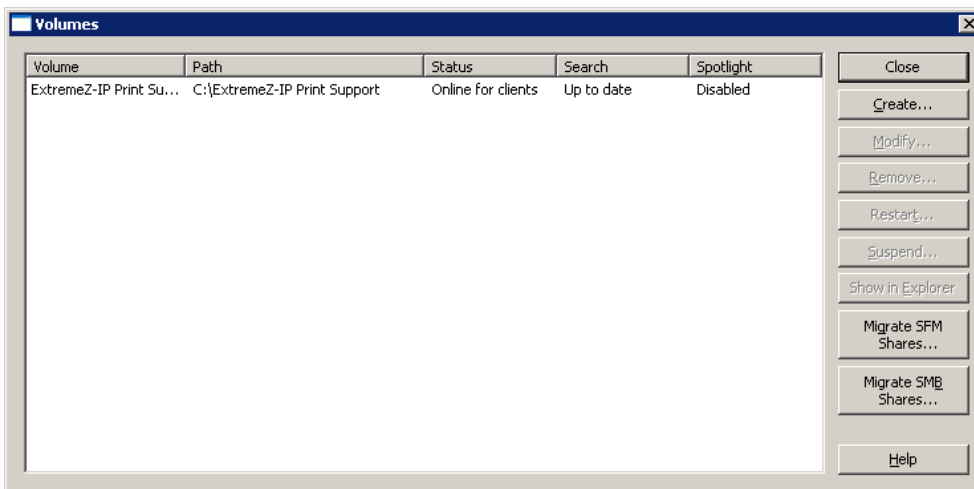 Volumes
Volume Path Status Search Spotlight
ExtremeZ-IP Print Su... C:\ExtremeZ-IP Print Support Online for clients Up to date Disabled
Close
Create...
Modify...
Remove...
Restart...
Suspend...
Show in Explorer
Migrate SFM
Shares...
Migrate SMB
Shares...
Help